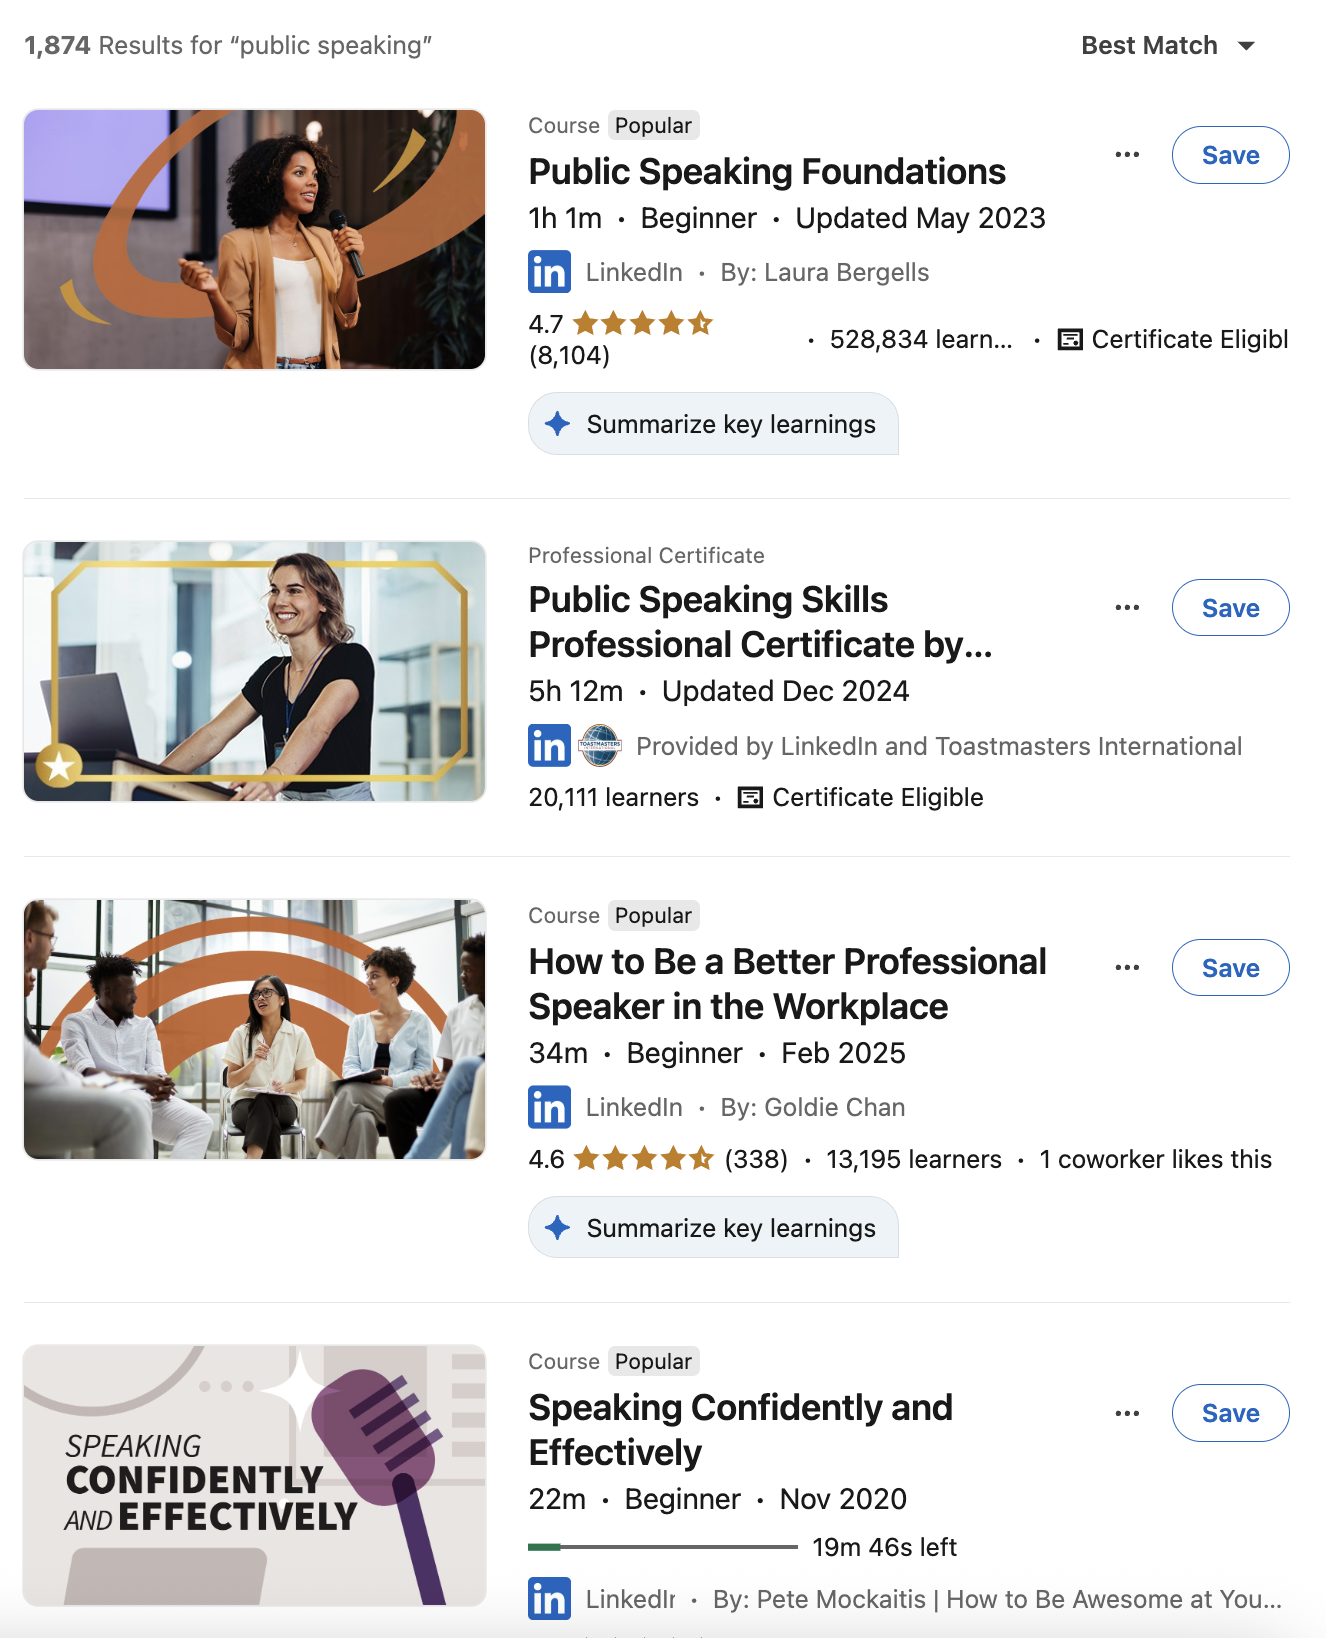 1,874 Results for “public speaking”
Best Match
Course Popular
Public Speaking Foundations
Save
1h 1m · Beginner · Updated May 2023
in LinkedIn · By: Laura Bergells
4.7
(8,104)
· 528,834 learn... · Certificate Eligibl
Summarize key learnings
Professional Certificate
Public Speaking Skills
Professional Certificate by...
Save
5h 12m · Updated Dec 2024
in TOASTMASTERS Provided by LinkedIn and Toastmasters International
20,111 learners · Certificate Eligible
Course Popular
How to Be a Better Professional
Speaker in the Workplace
Save
34m · Beginner · Feb 2025
in LinkedIn · By: Goldie Chan
4.6 (338) · 13,195 learners · 1 coworker likes this
Summarize key learnings
SPEAKING
CONFIDENTLY
AND EFFECTIVELY
Course Popular
Speaking Confidently and
Effectively
Save
22m · Beginner · Nov 2020
19m 46s left
in LinkedIn · By: Pete Mockaitis | How to Be Awesome at You...